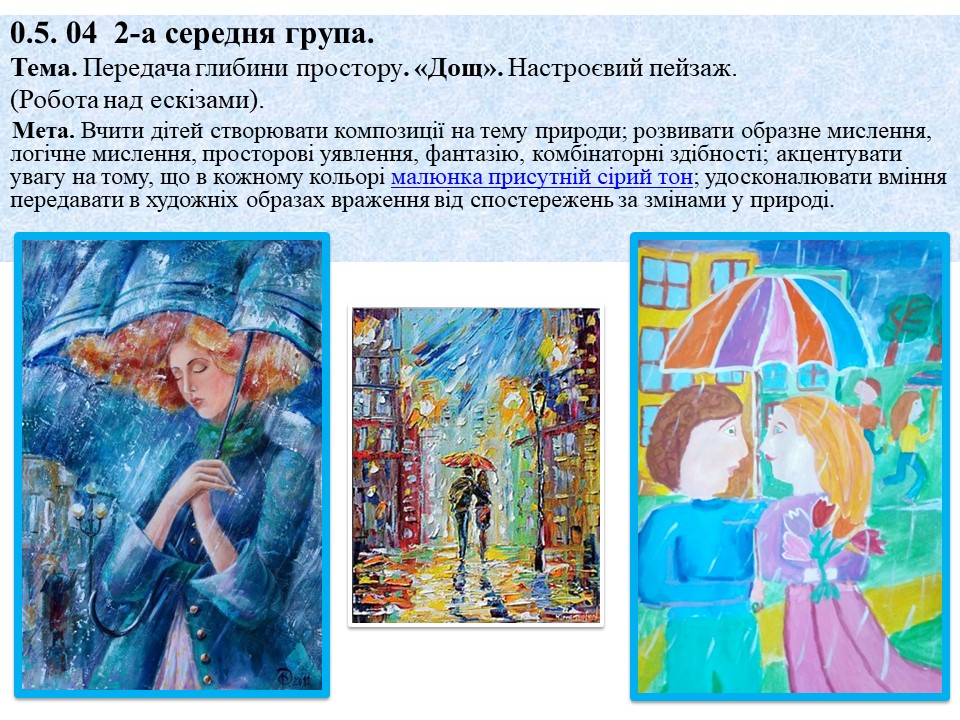 0.5. 04 2-а середня група.
Тема. Передача глибини простору. «Дощ». Настроєвий пейзаж.
(Робота над ескізами).
Мета. Вчити дітей створювати композиції на тему природи; розвивати образне мислення,
логічне мислення, просторові уявлення, фантазію, комбінаторні здібності; акцентувати
увагу на тому, що в кожному кольорі малюнка присутній сірий тон; удосконалювати вміння
передавати в художніх образах враження від спостережень за змінами у природі.